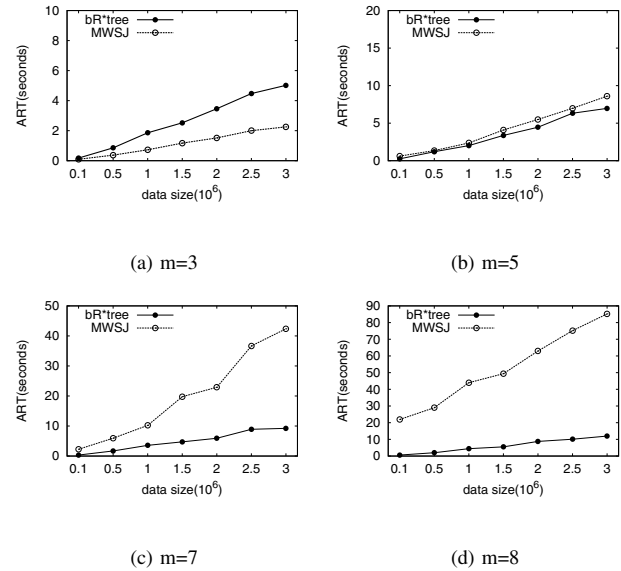 10
8
6
4
2
0
bR*tree
MWSJ
ART(seconds)
0.1 0.5 1 1.5 2 2.5 3
data size(10^6)
(a) m=3
20
15
10
5
0
bR*tree
MWSJ
ART(seconds)
0.1 0.5 1 1.5 2 2.5 3
data size(10^6)
(b) m=5
50
40
30
20
10
0
bR*tree
MWSJ
ART(seconds)
0.1 0.5 1 1.5 2 2.5 3
data size(10^6)
(c) m=7
90
80
70
60
50
40
30
20
10
0
bR*tree
MWSJ
ART(seconds)
0.1 0.5 1 1.5 2 2.5 3
data size(10^6)
(d) m=8